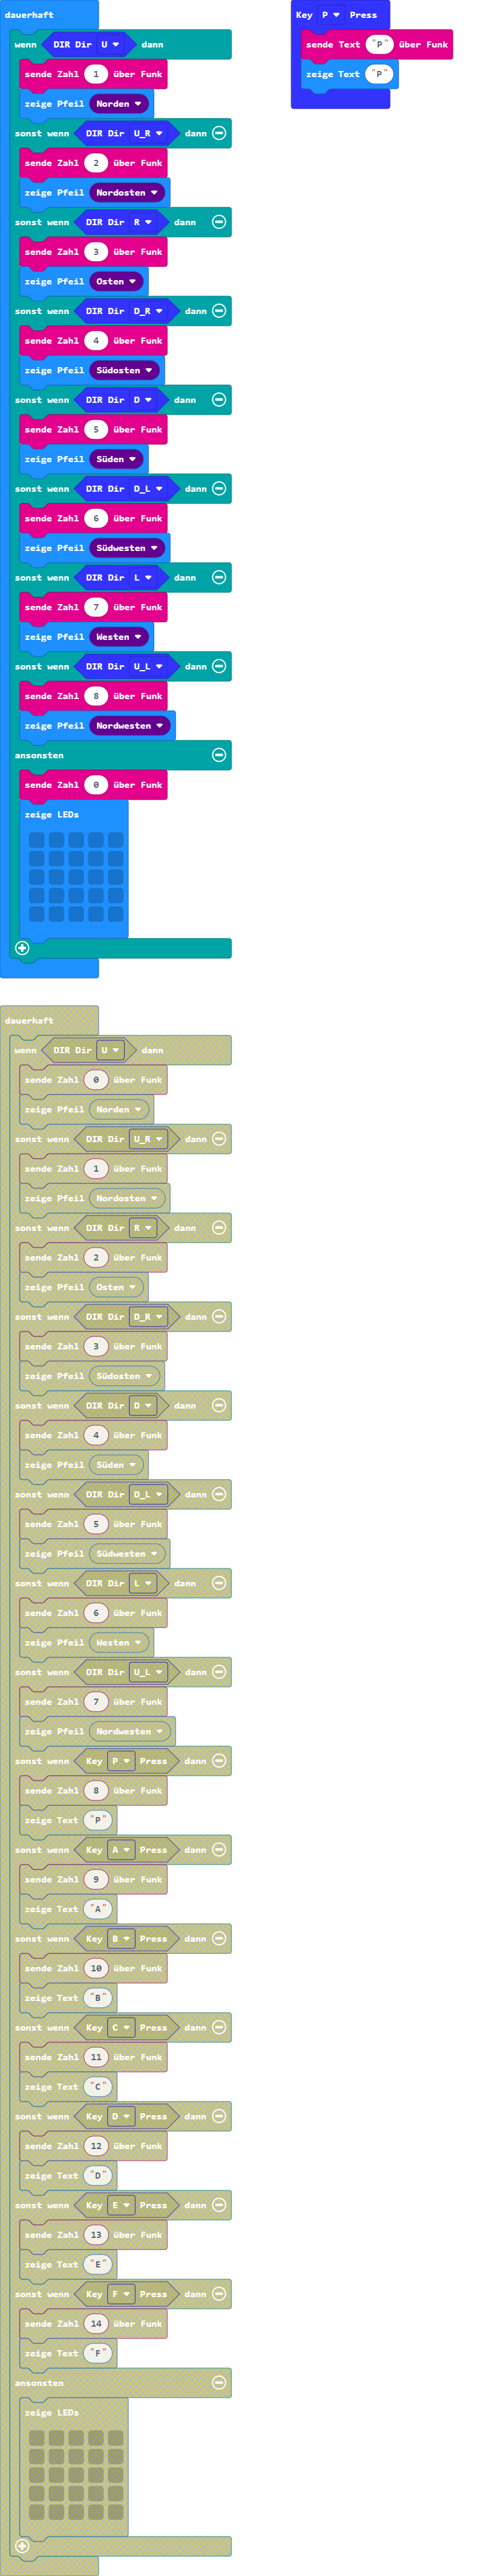 dauerhaft
wenn DIR Dir U dann
sende Zahl 1 über Funk
zeige Pfeil Norden
sonst wenn DIR Dir U_R dann
sende Zahl 2 über Funk
zeige Pfeil Nordosten
sonst wenn DIR Dir R dann
sende Zahl 3 über Funk
zeige Pfeil Osten
sonst wenn DIR Dir D_R dann
sende Zahl 4 über Funk
zeige Pfeil Südosten
sonst wenn DIR Dir D dann
sende Zahl 5 über Funk
zeige Pfeil Süden
sonst wenn DIR Dir D_L dann
sende Zahl 6 über Funk
zeige Pfeil Südwesten
sonst wenn DIR Dir L dann
sende Zahl 7 über Funk
zeige Pfeil Westen
sonst wenn DIR Dir U_L dann
sende Zahl 8 über Funk
zeige Pfeil Nordwesten
ansonsten
sende Zahl 0 über Funk
zeige LEDs
Key P Press
sende Text "P" über Funk
zeige Text "P"
dauerhaft
wenn DIR Dir U dann
sende Zahl 0 über Funk
zeige Pfeil Norden
sonst wenn DIR Dir U_R dann
sende Zahl 1 über Funk
zeige Pfeil Nordosten
sonst wenn DIR Dir R dann
sende Zahl 2 über Funk
zeige Pfeil Osten
sonst wenn DIR Dir D_R dann
sende Zahl 3 über Funk
zeige Pfeil Südosten
sonst wenn DIR Dir D dann
sende Zahl 4 über Funk
zeige Pfeil Süden
sonst wenn DIR Dir D_L dann
sende Zahl 5 über Funk
zeige Pfeil Südwesten
sonst wenn DIR Dir L dann
sende Zahl 6 über Funk
zeige Pfeil Westen
sonst wenn DIR Dir U_L dann
sende Zahl 7 über Funk
zeige Pfeil Nordwesten
sonst wenn Key P Press dann
sende Zahl 8 über Funk
zeige Text "P"
sonst wenn Key A Press dann
sende Zahl 9 über Funk
zeige Text "A"
sonst wenn Key B Press dann
sende Zahl 10 über Funk
zeige Text "B"
sonst wenn Key C Press dann
sende Zahl 11 über Funk
zeige Text "C"
sonst wenn Key D Press dann
sende Zahl 12 über Funk
zeige Text "D"
sonst wenn Key E Press dann
sende Zahl 13 über Funk
zeige Text "E"
sonst wenn Key F Press dann
sende Zahl 14 über Funk
zeige Text "F"
ansonsten
zeige LEDs